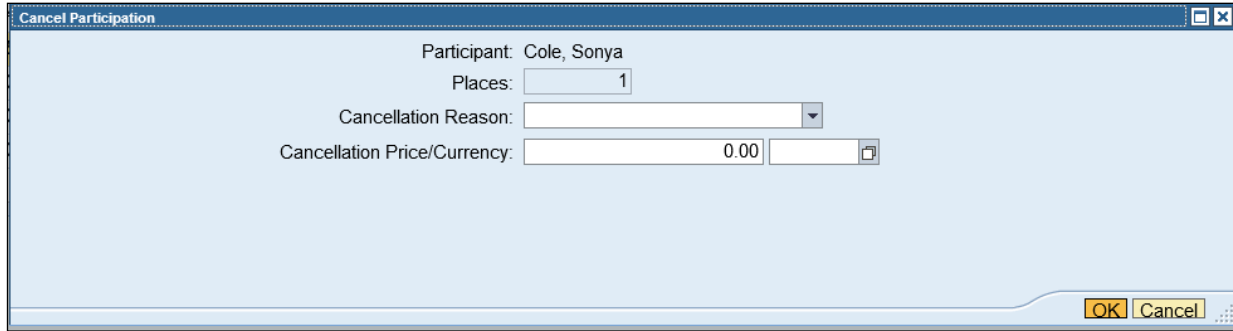 Cancel Participation
Participant: Cole, Sonya
Places: 1
Cancellation Reason:
Cancellation Price/Currency: 0.00
OK Cancel